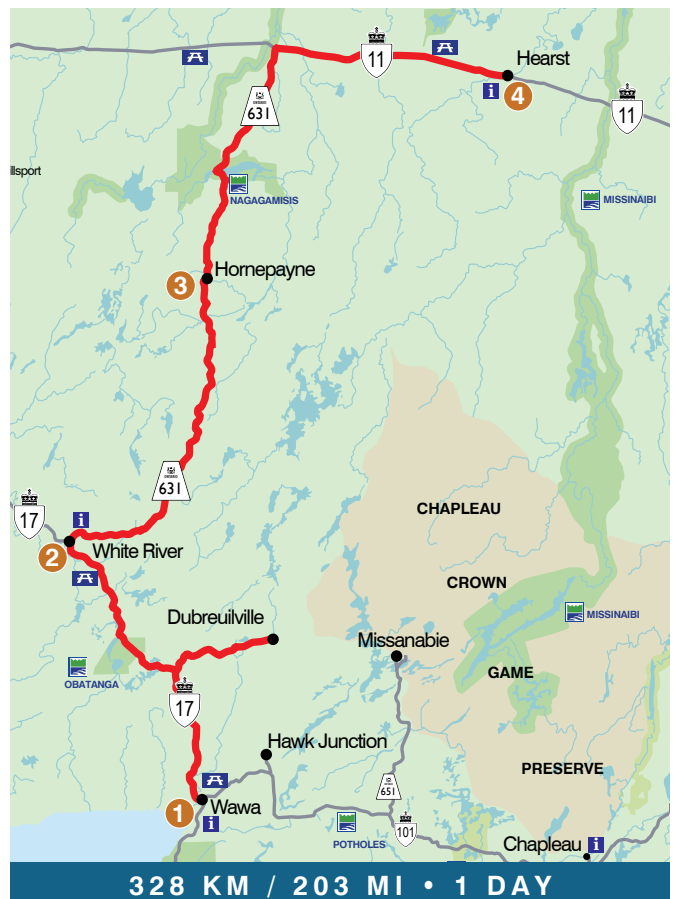 11
Hearst
i
4
11
ONTARIO
631
llsport
NAGAGAMISIS
MISSINAIBI
3
Hornepayne
ONTARIO
631
CHAPLEAU
17
i
2
White River
CROWN
Dubreuilville
MISSINAIBI
Missanabie
GAME
OBATANGA
17
Hawk Junction
PRESERVE
651
1
Wawa
i
101
POTHOLES
Chapleau
i
328 KM / 203 MI • 1 DAY